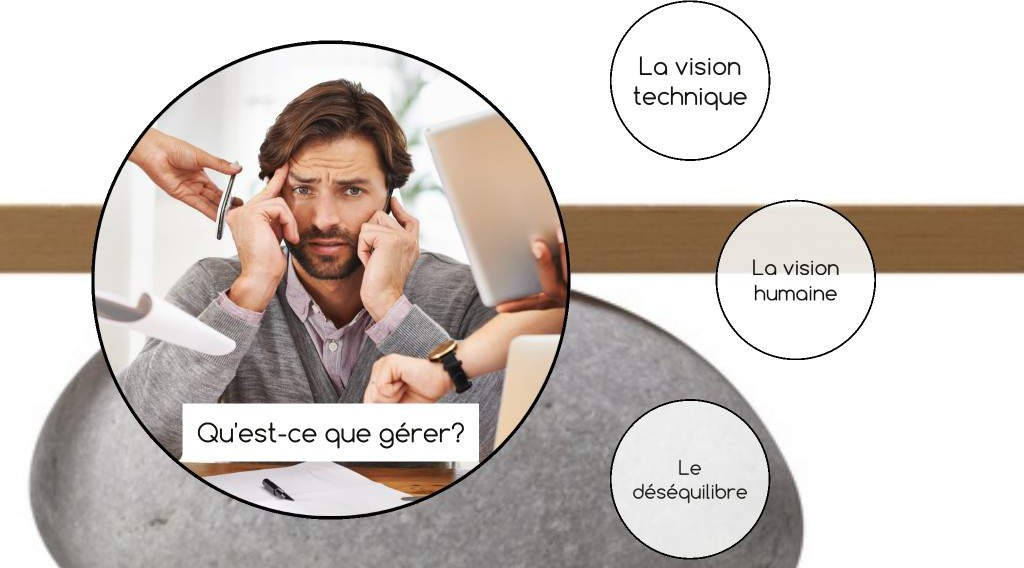 Qu'est-ce que gérer?
La vision
technique
La vision
humaine
Le
déséquilibre